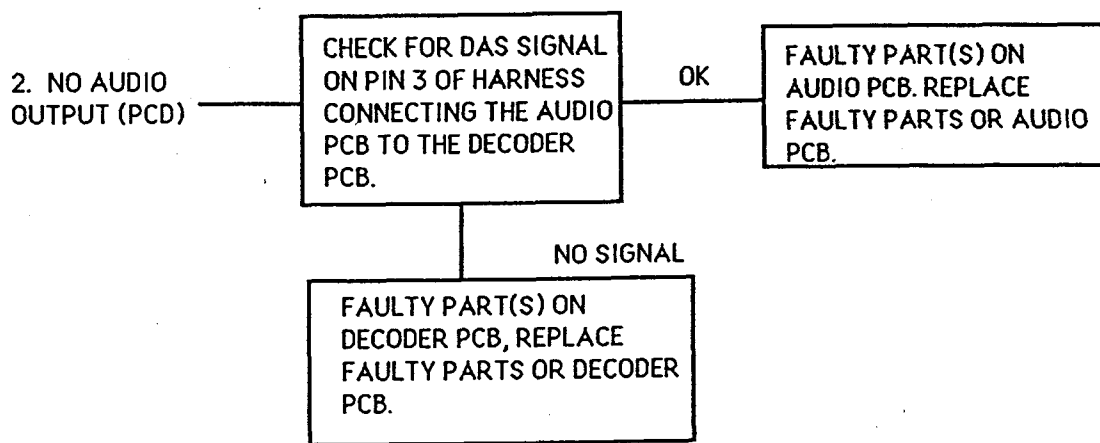 2. NO AUDIO
OUTPUT (PCD)
CHECK FOR DAS SIGNAL
ON PIN 3 OF HARNESS
CONNECTING THE AUDIO
PCB TO THE DECODER
PCB.
OK
FAULTY PART(S) ON
AUDIO PCB. REPLACE
FAULTY PARTS OR AUDIO
PCB.
NO SIGNAL
FAULTY PART(S) ON
DECODER PCB, REPLACE
FAULTY PARTS OR DECODER
PCB.